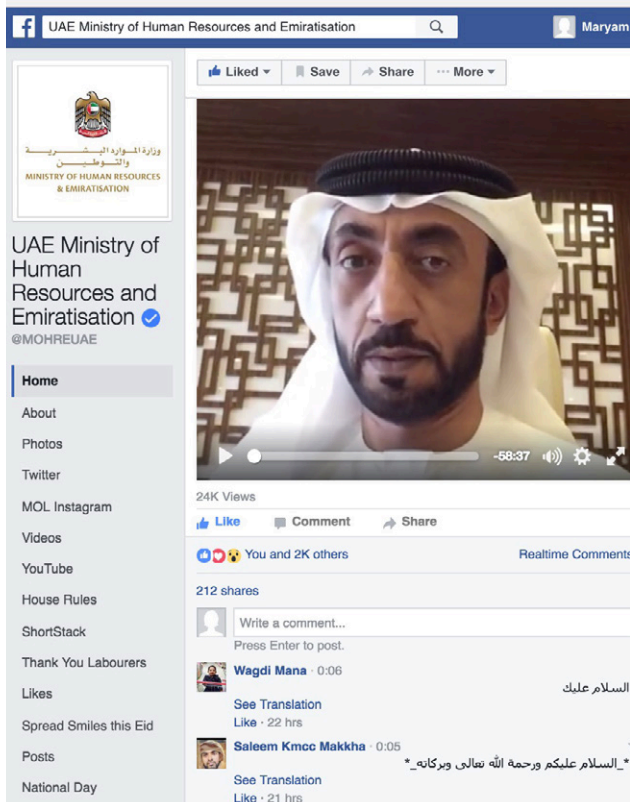 UAE Ministry of Human Resources and Emiratisation
Maryam
Liked
Save
Share
More
وزارة الموارد البشرية
والتوطين
MINISTRY OF HUMAN RESOURCES
& EMIRATISATION
UAE Ministry of
Human
Resources and
Emiratisation
@MOHREUAE
Home
About
Photos
Twitter
MOL Instagram
Videos
YouTube
House Rules
ShortStack
Thank You Labourers
Likes
Spread Smiles this Eid
Posts
National Day
-58:37
24K Views
Like
Comment
Share
You and 2K others
Realtime Comments
212 shares
Write a comment...
Press Enter to post.
Wagdi Mana · 0:06
السلام عليك
See Translation
Like · 22 hrs
Saleem Kmcc Makkha · 0:05
*_السلام عليكم ورحمة الله تعالى وبركاته_*
See Translation
Like · 21 hrs